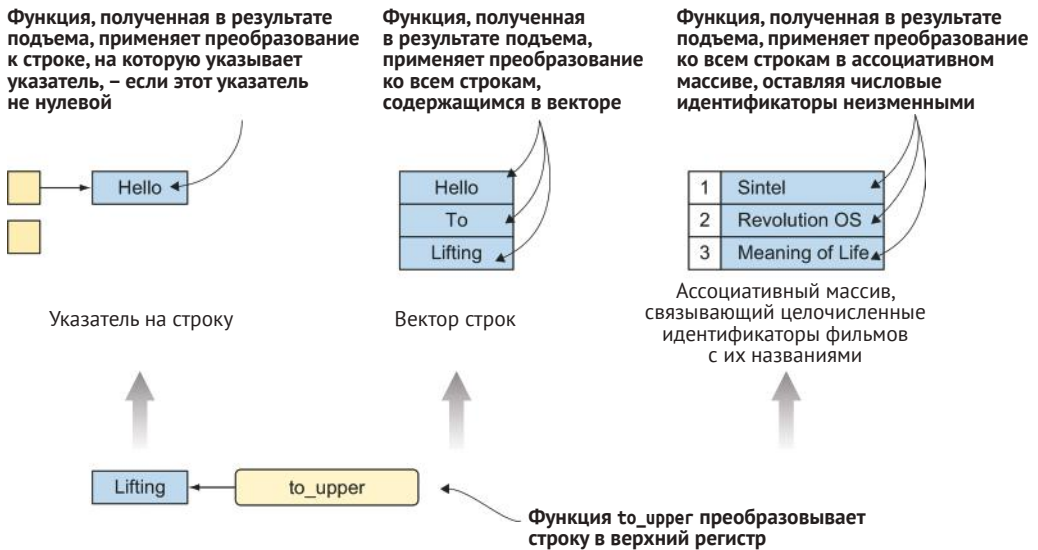 Функция, полученная в результате
подъема, применяет преобразование
к строке, на которую указывает
указатель, – если этот указатель
не нулевой
Функция, полученная
в результате подъема,
применяет преобразование
ко всем строкам,
содержащимся в векторе
Функция, полученная в результате
подъема, применяет преобразование
ко всем строкам в ассоциативном
массиве, оставляя числовые
идентификаторы неизменными
Hello
Hello
To
Lifting
1 Sintel
2 Revolution OS
3 Meaning of Life
Указатель на строку
Вектор строк
Ассоциативный массив,
связывающий целочисленные
идентификаторы фильмов
с их названиями
Lifting
to_upper
Функция to_upper преобразовывает
строку в верхний регистр